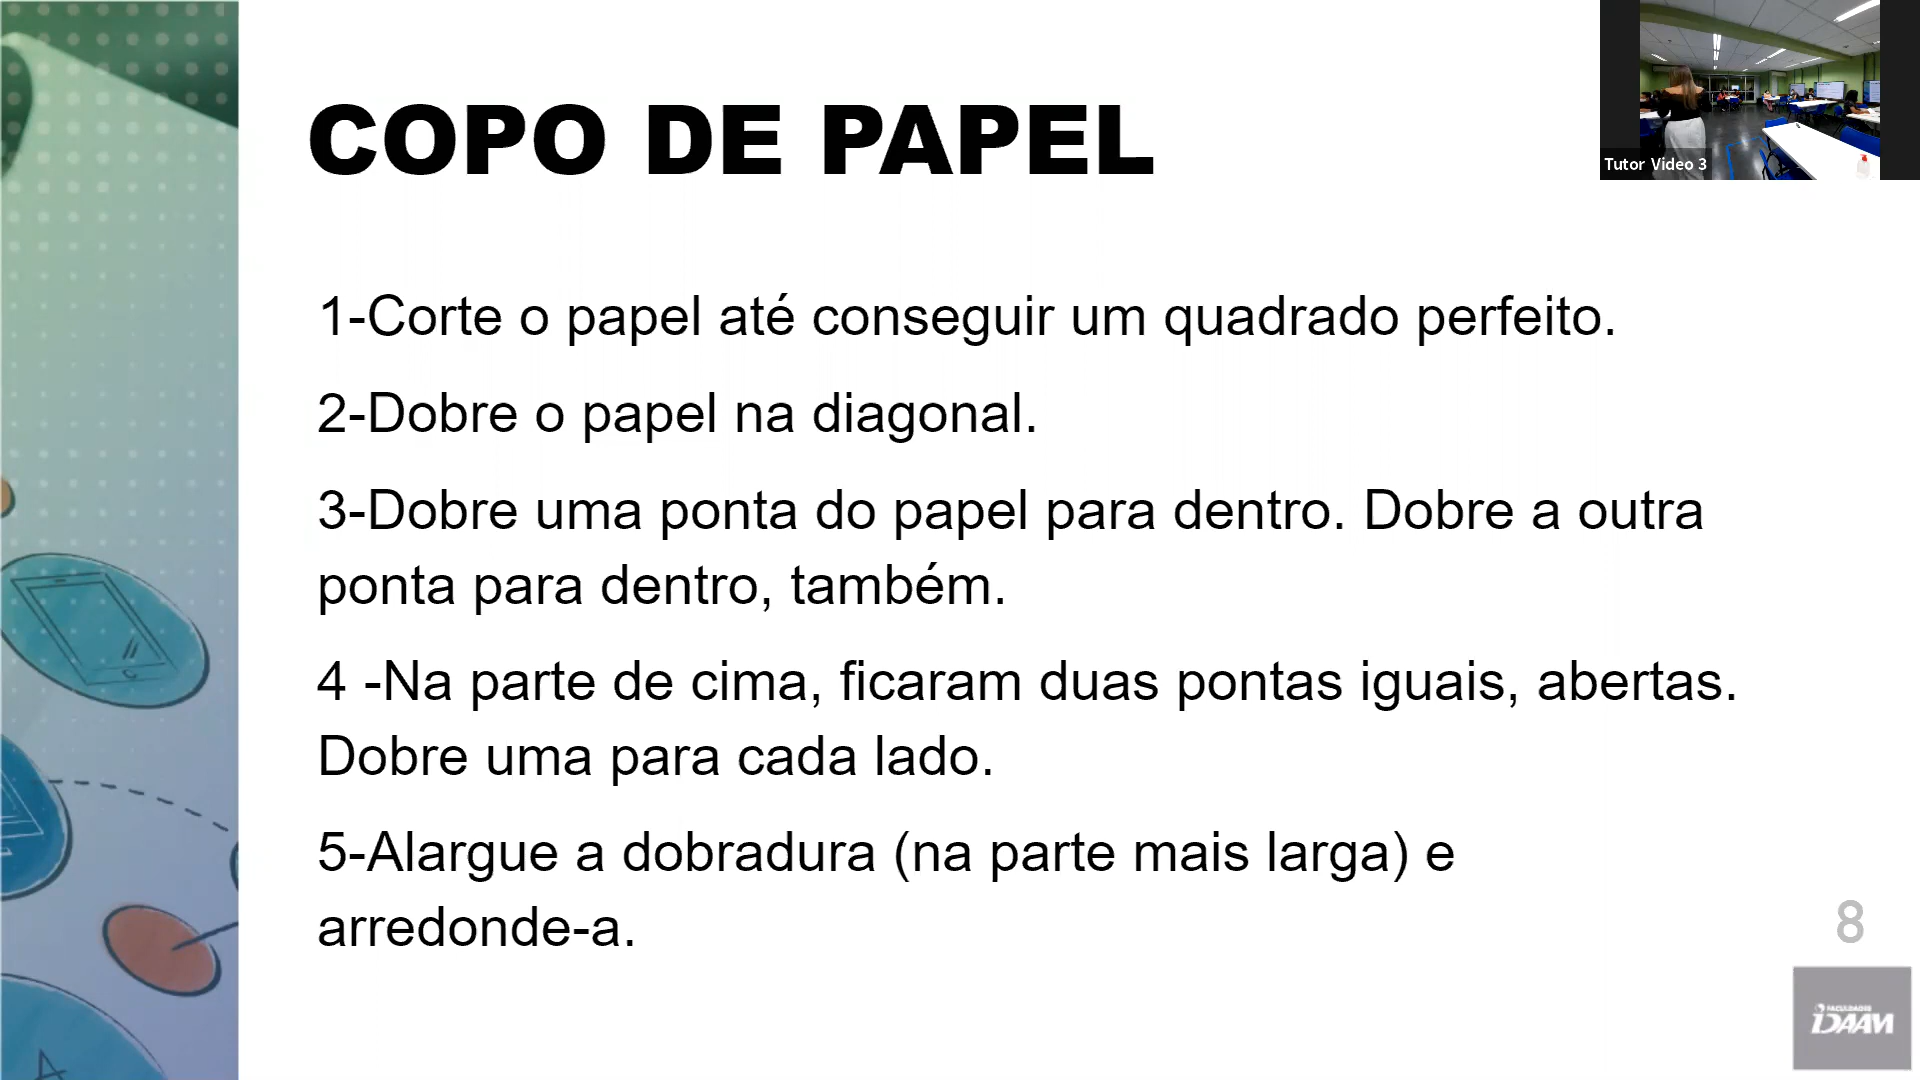 COPO DE PAPEL
Tutor Video 3
1-Corte o papel até conseguir um quadrado perfeito.
2-Dobre o papel na diagonal.
3-Dobre uma ponta do papel para dentro. Dobre a outra
ponta para dentro, também.
4 -Na parte de cima, ficaram duas pontas iguais, abertas.
Dobre uma para cada lado.
5-Alargue a dobradura (na parte mais larga) e
arredonde-a.
8
FACULDADES
IDAAM